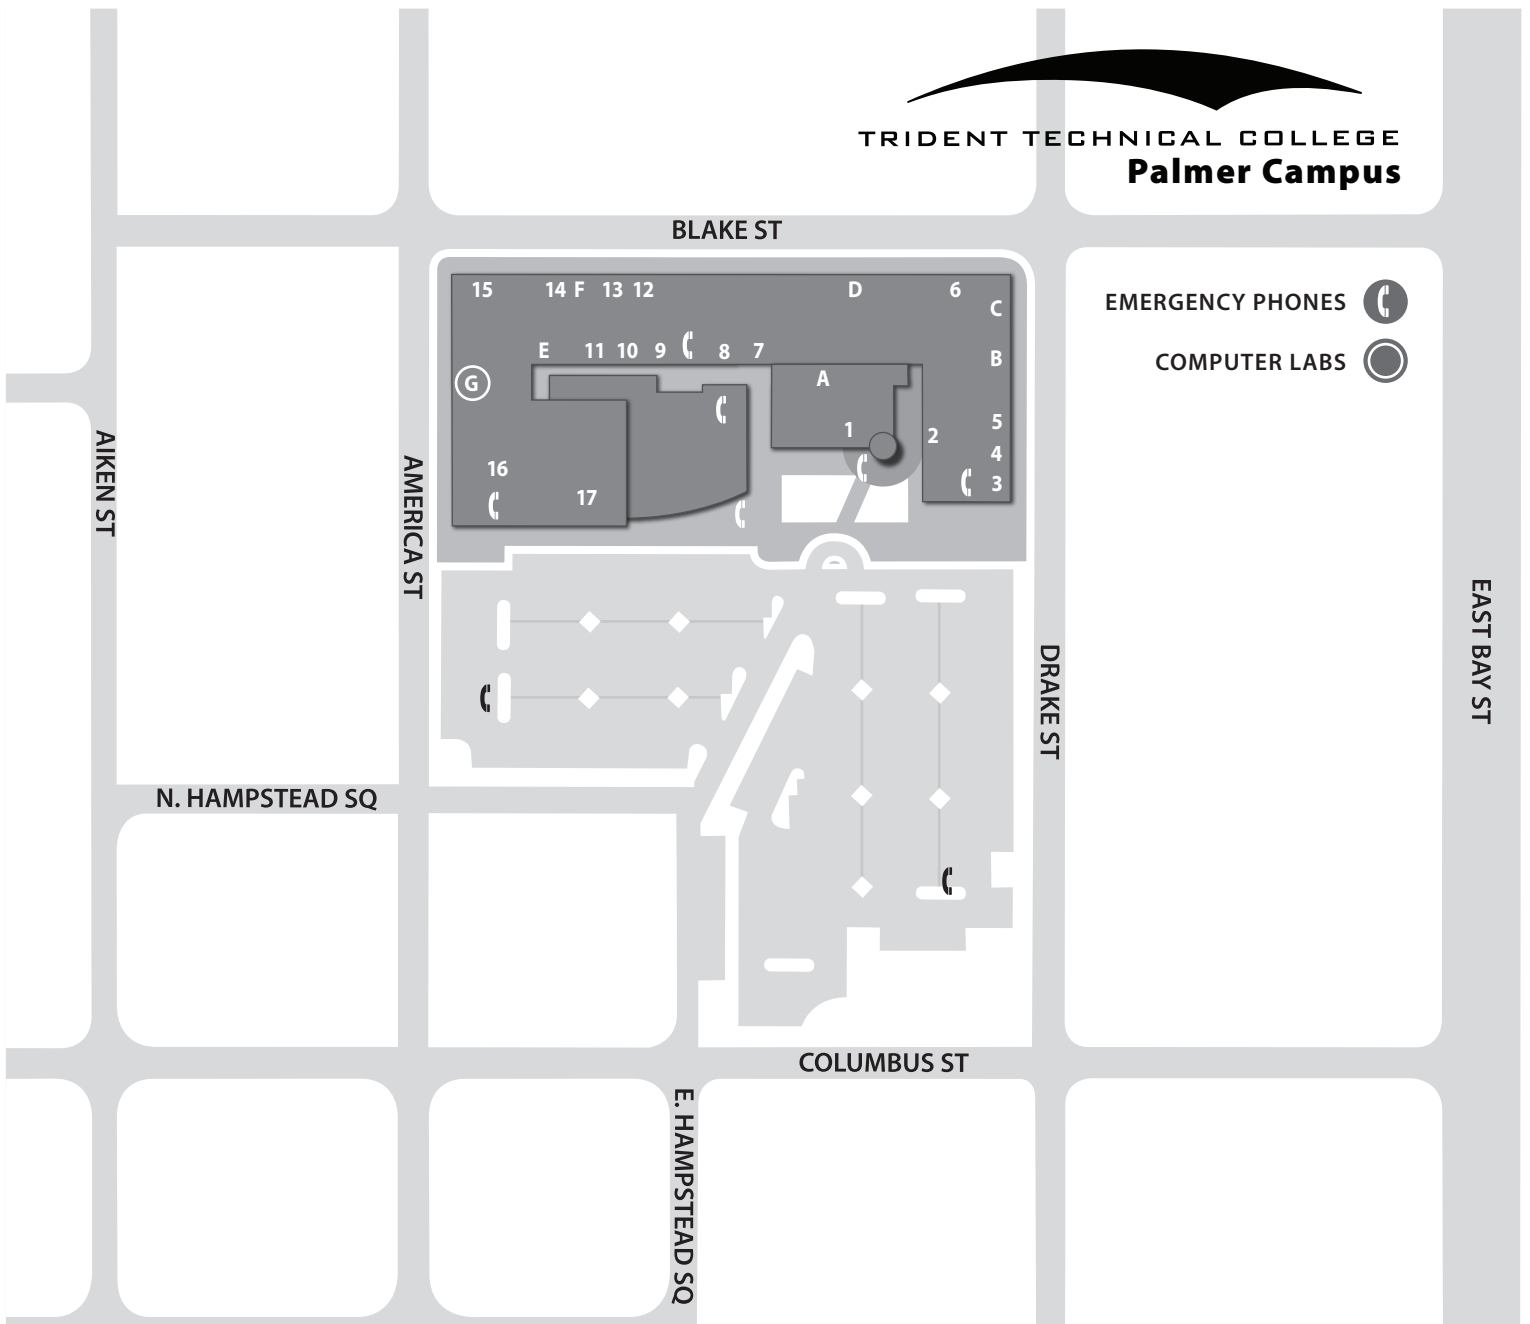 TRIDENT TECHNICAL COLLEGE
Palmer Campus
BLAKE ST
15 14 F 13 12 D 6
C
EMERGENCY PHONES
E 11 10 9 8 7 B
COMPUTER LABS
G A
1 2 5
4
16 3
17
AIKEN ST
AMERICA ST
DRAKE ST
EAST BAY ST
N. HAMPSTEAD SQ
COLUMBUS ST
E. HAMPSTEAD SQ